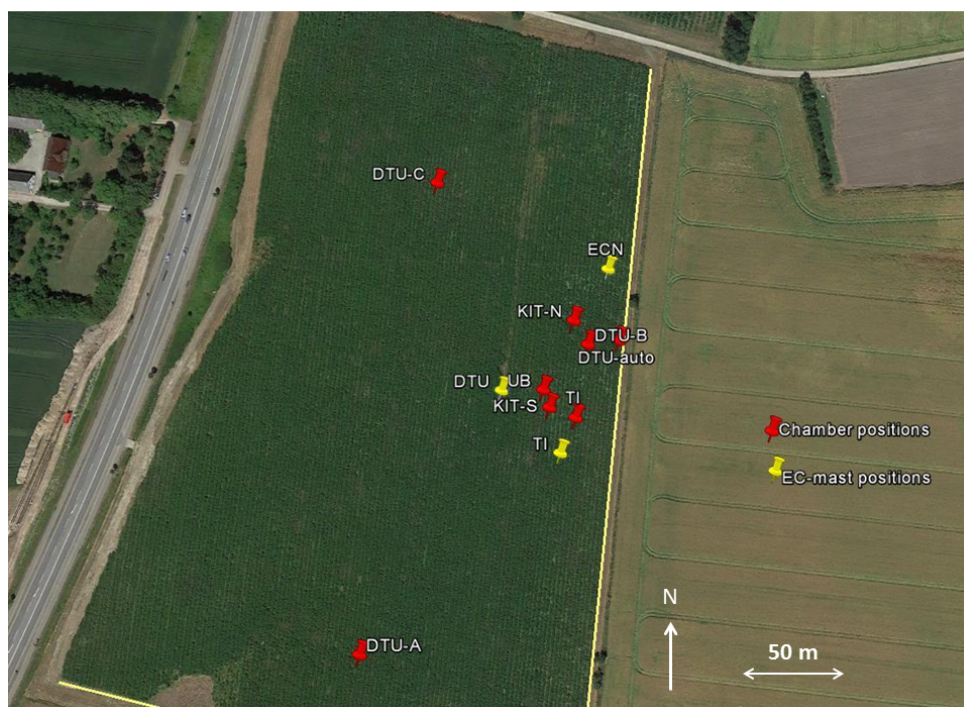 DTU-C
ECN
KIT-N
DTU-B
DTU-auto
DTU
UB
KIT-S
TI
TI
Chamber positions
EC-mast positions
N
50 m
DTU-A